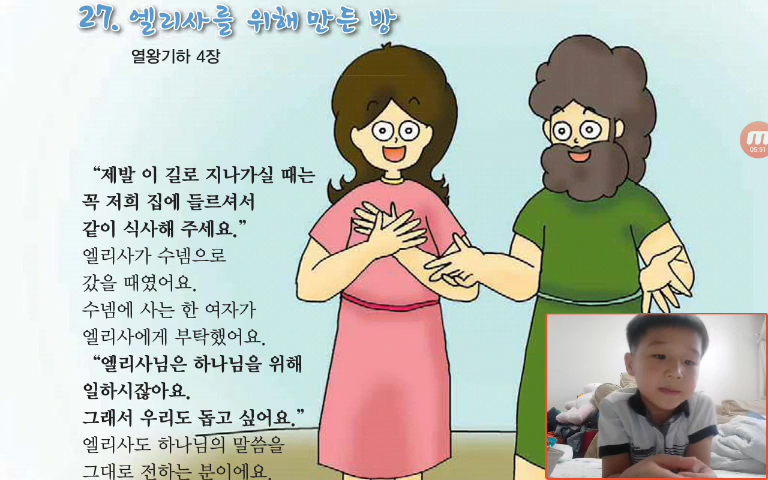 27. 엘리사를 위해 만든 방
열왕기하 4장
“제발 이 길로 지나가실 때는
꼭 저희 집에 들르셔서
같이 식사해 주세요.”
엘리사가 수넴으로
갔을 때였어요.
수넴에 사는 한 여자가
엘리사에게 부탁했어요.
“엘리사님은 하나님을 위해
일하시잖아요.
그래서 우리도 돕고 싶어요.”
엘리사도 하나님의 말씀을
그대로 전하는 분이에요.
m
06:51